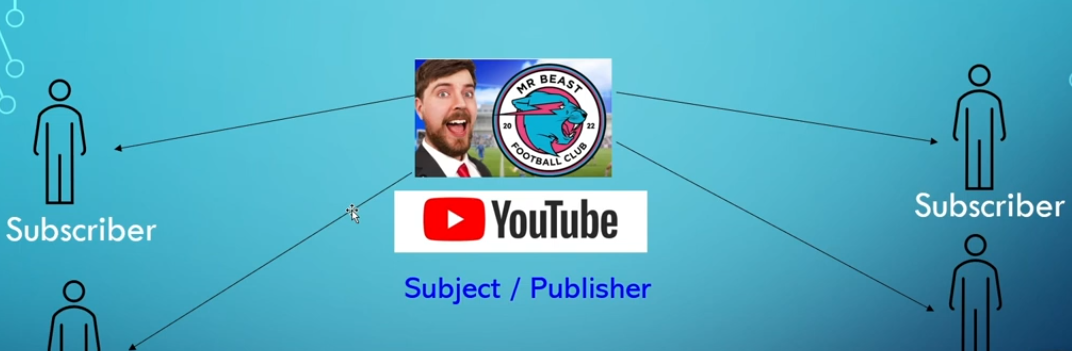 MR BEAST
20 22
FOOTBALL CLUB
Subscriber
Subscriber
YouTube
Subject / Publisher